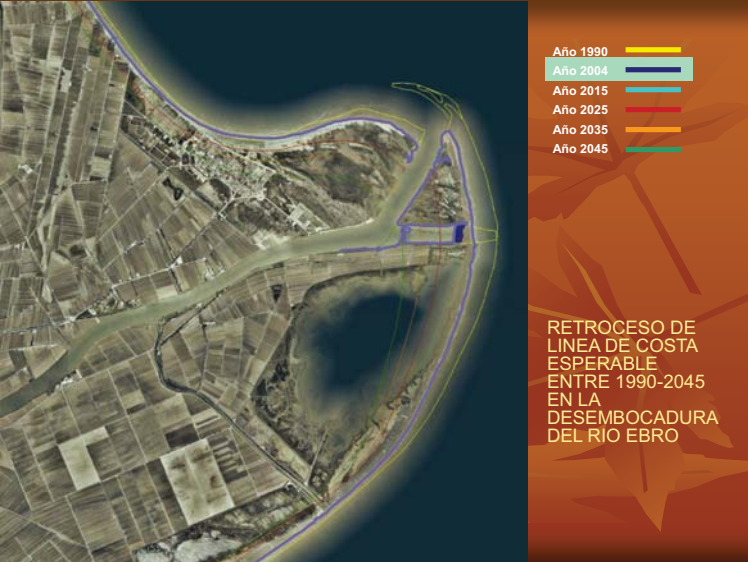 Año 1990
Año 2004
Año 2015
Año 2025
Año 2035
Año 2045
RETROCESO DE
LINEA DE COSTA
ESPERABLE
ENTRE 1990-2045
EN LA
DESEMBOCADURA
DEL RIO EBRO